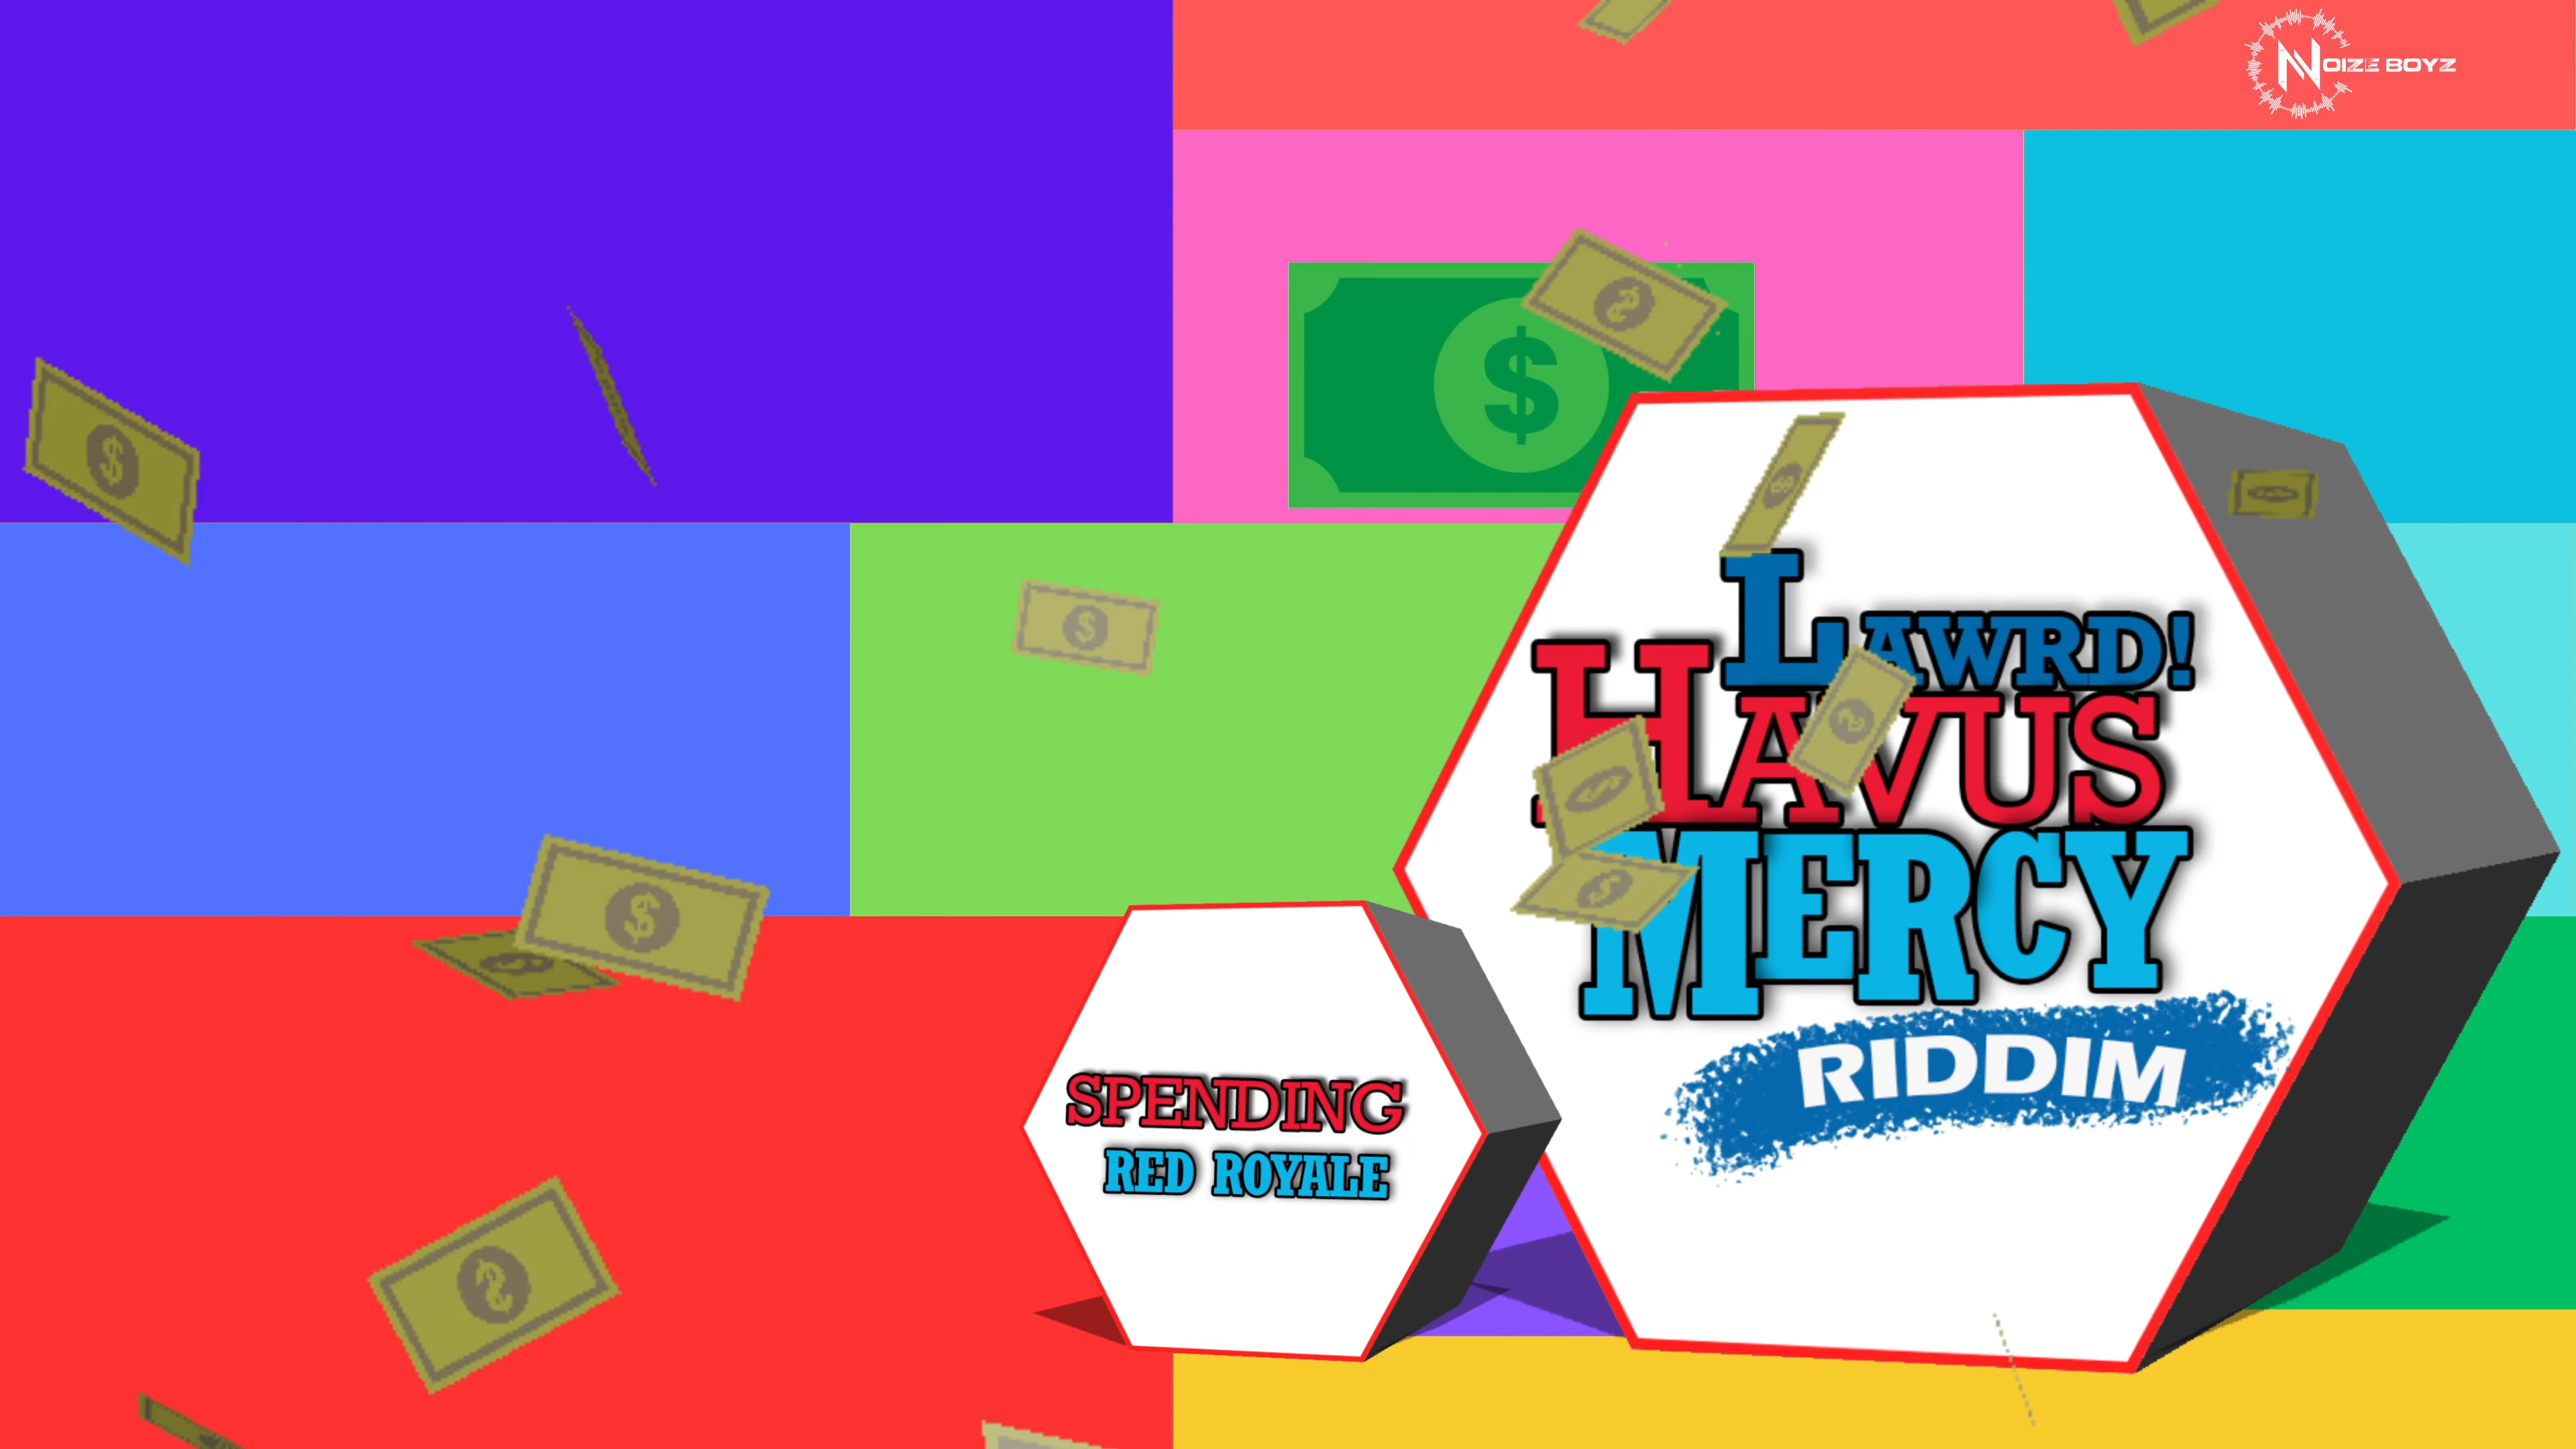 NOIZE BOYZ
$
LAWRD!
HAVUS
MERCY
RIDDIM
SPENDING
RED ROYALE